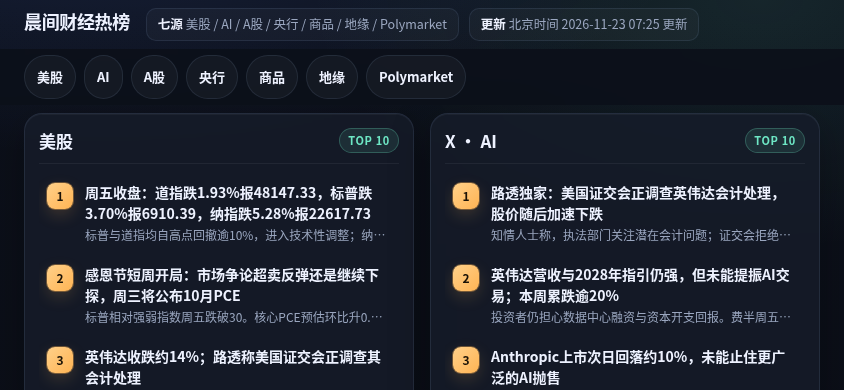 晨间财经热榜
七源 美股 / AI / A股 / 央行 / 商品 / 地缘 / Polymarket
更新 北京时间 2026-11-23 07:25 更新
美股
AI
A股
央行
商品
地缘
Polymarket
美股
TOP 10
1
周五收盘：道指跌1.93%报48147.33，标普跌
3.70%报6910.39，纳指跌5.28%报22617.73
标普与道指均自高点回撤逾10%，进入技术性调整；纳…
2
感恩节短周开局：市场争论超卖反弹还是继续下
探，周三将公布10月PCE
标普相对强弱指数周五跌破30。核心PCE预估环比升0.…
3
英伟达收跌约14%；路透称美国证交会正调查其
会计处理
X · AI
TOP 10
1
路透独家：美国证交会正调查英伟达会计处理，
股价随后加速下跌
知情人士称，执法部门关注潜在会计问题；证交会拒绝…
2
英伟达营收与2028年指引仍强，但未能提振AI交
易；本周累跌逾20%
投资者仍担心数据中心融资与资本开支回报。费半周五…
3
Anthropic上市次日回落约10%，未能止住更广
泛的AI抛售